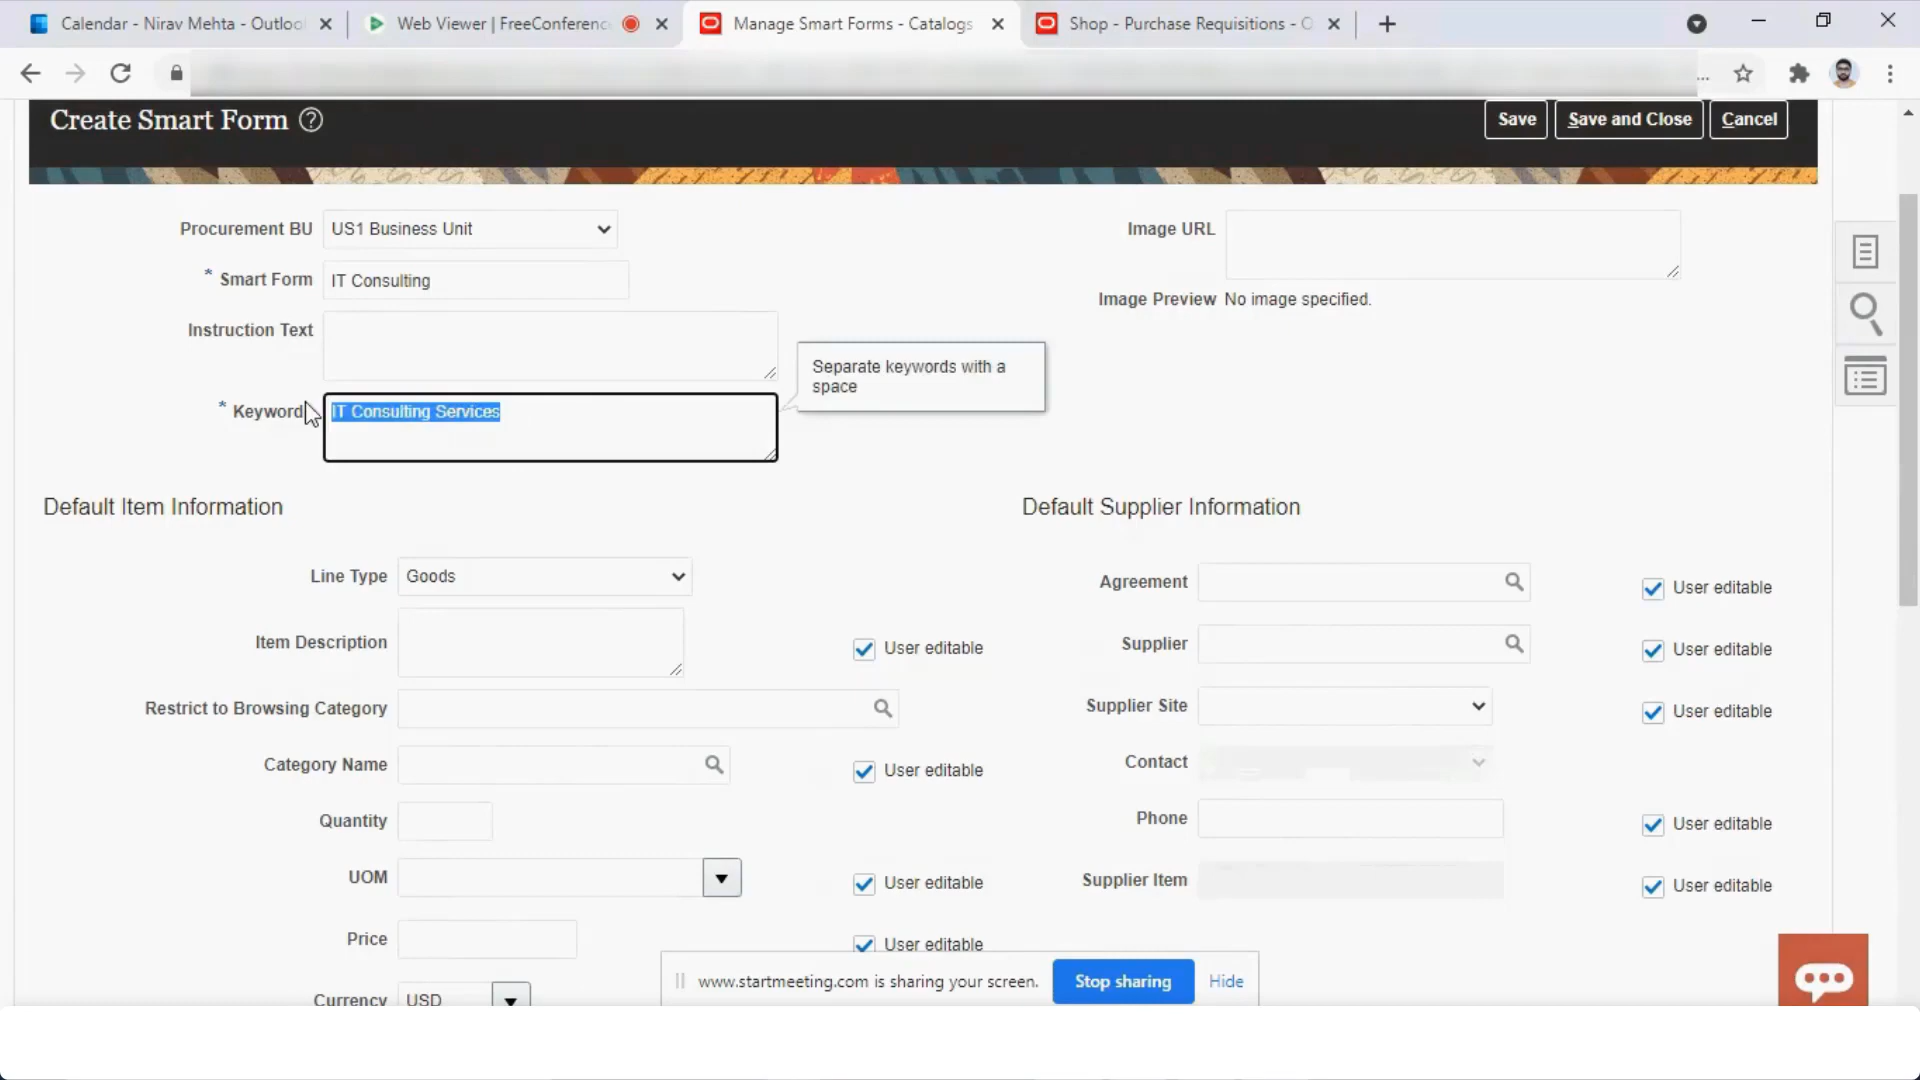 Calendar - Nirav Mehta - Outloo
Web Viewer | FreeConference
Manage Smart Forms - Catalogs
Shop - Purchase Requisitions - O
...
Create Smart Form ?
Save
Save and Close
Cancel
Procurement BU US1 Business Unit
Image URL
* Smart Form IT Consulting
Image Preview No image specified.
Instruction Text
Separate keywords with a
space
* Keyword IT Consulting Services
Default Item Information
Default Supplier Information
Line Type Goods
Agreement
User editable
Item Description
User editable
Supplier
User editable
Restrict to Browsing Category
Supplier Site
User editable
Category Name
User editable
Contact
Quantity
Phone
User editable
UOM
User editable
Supplier Item
User editable
Price
User editable
www.startmeeting.com is sharing your screen.
Stop sharing
Hide
Currency USD